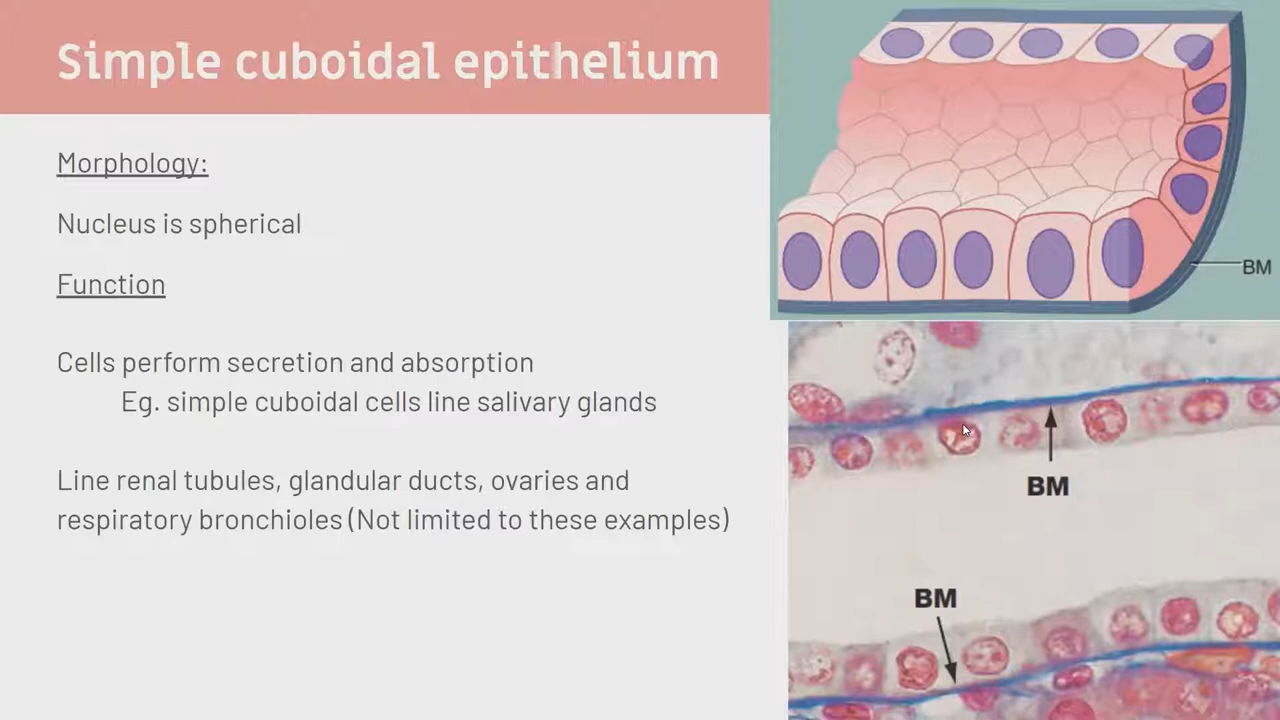 Simple cuboidal epithelium
Morphology:
Nucleus is spherical
Function
Cells perform secretion and absorption
Eg. simple cuboidal cells line salivary glands
Line renal tubules, glandular ducts, ovaries and
respiratory bronchioles (Not limited to these examples)
BM
BM
BM